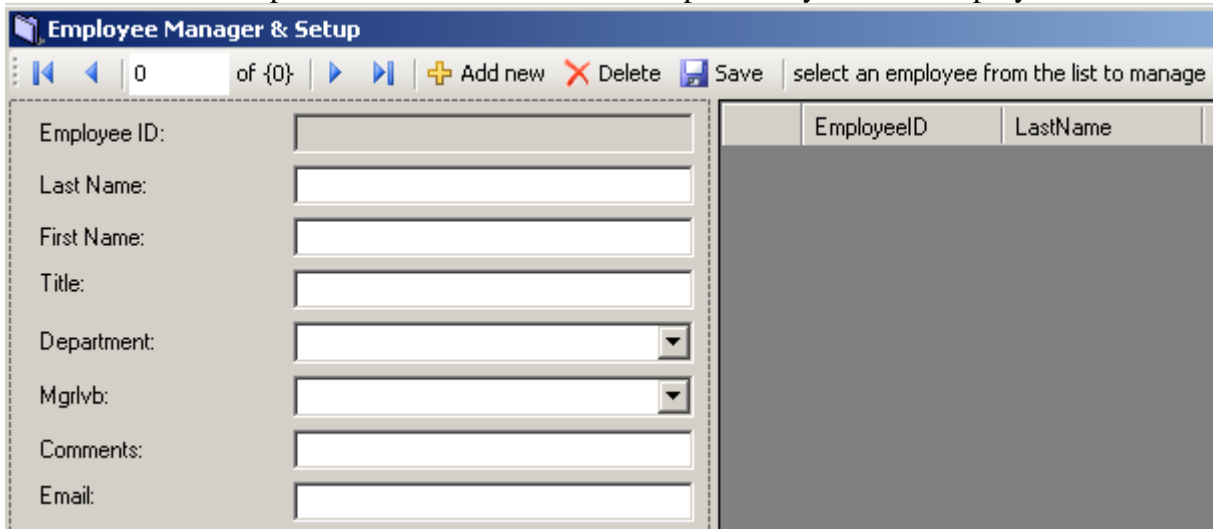 Employee Manager & Setup
0 of {0} Add new Delete Save select an employee from the list to manage
Employee ID:
EmployeeID LastName
Last Name:
First Name:
Title:
Department:
Mgrlvb:
Comments:
Email: